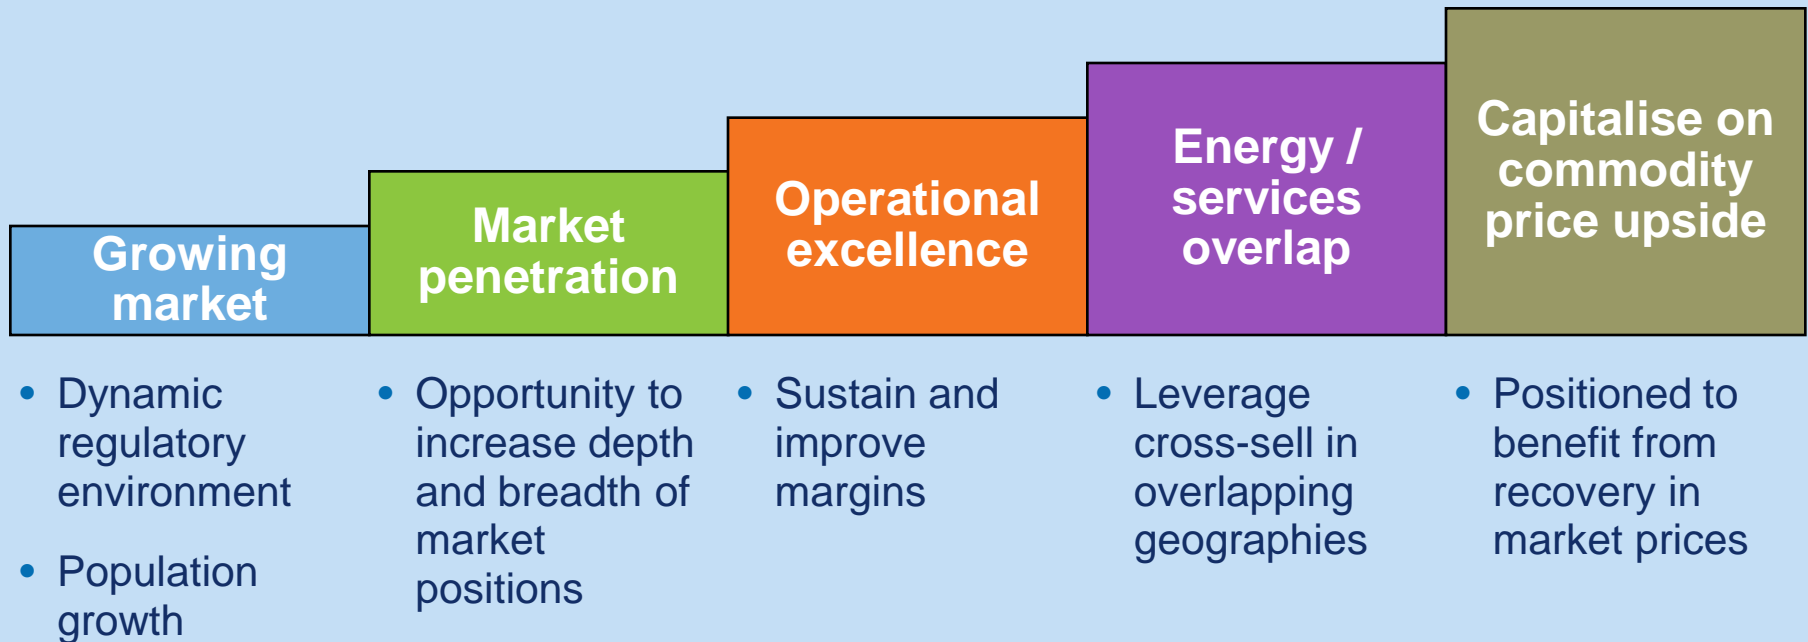 Growing
market
Market
penetration
Operational
excellence
Energy /
services
overlap
Capitalise on
commodity
price upside
• Dynamic
regulatory
environment
• Population
growth
• Opportunity to
increase depth
and breadth of
market
positions
• Sustain and
improve
margins
• Leverage
cross-sell in
overlapping
geographies
• Positioned to
benefit from
recovery in
market prices